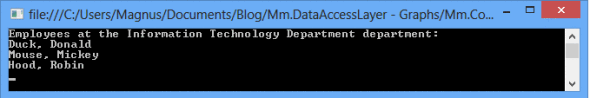 file:///C:/Users/Magnus/Documents/Blog/Mm.DataAccessLayer - Graphs/Mm.Co...
Employees at the Information Technology Department department:
Duck, Donald
Mouse, Mickey
Hood, Robin